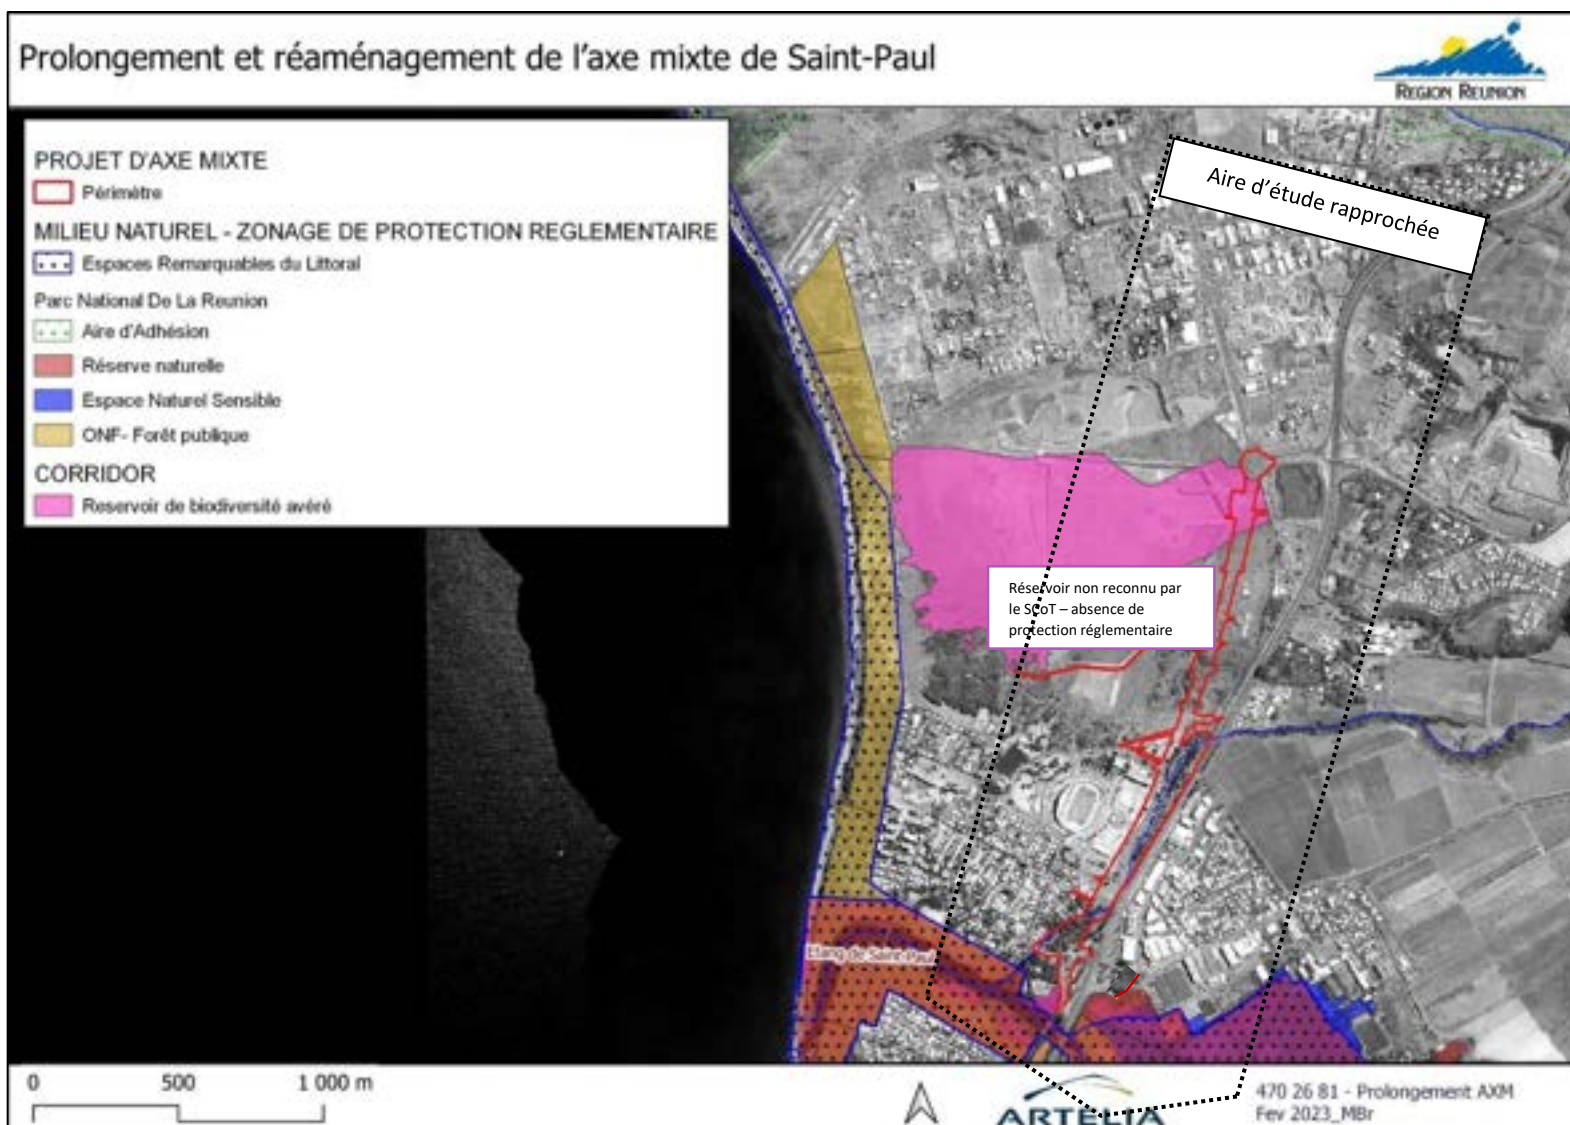 Prolongement et réaménagement de l'axe mixte de Saint-Paul
REGION REUNION
PROJET D'AXE MIXTE
Périmètre
MILIEU NATUREL - ZONAGE DE PROTECTION REGLEMENTAIRE
Espaces Remarquables du Littoral
Parc National De La Reunion
Aire d'Adhésion
Réserve naturelle
Espace Naturel Sensible
ONF- Forêt publique
CORRIDOR
Reservoir de biodiversité avéré
Aire d'étude rapprochée
Réservoir non reconnu par
le SCoT – absence de
protection réglementaire
Etang de Saint-Paul
0 500 1 000 m
ARTELIA
470 26 81 - Prolongement AXM
Fev 2023_MBr